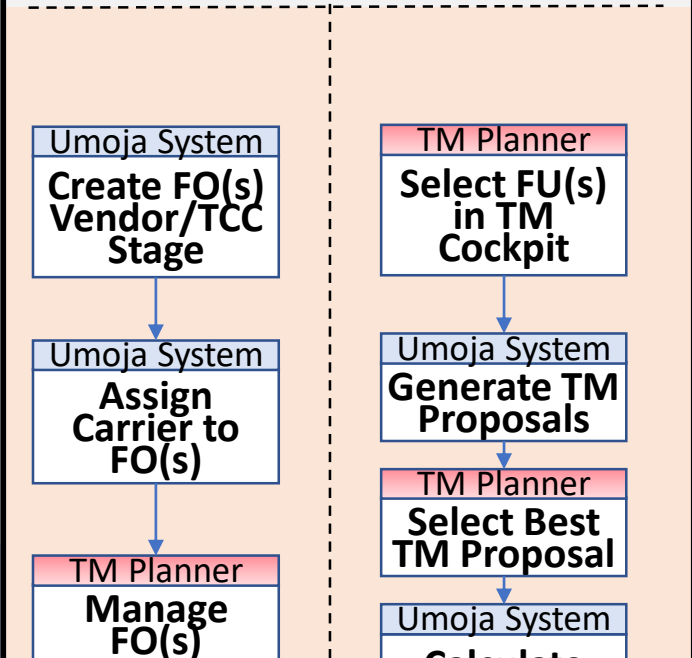 Umoja System
Create FO(s)
Vendor/TCC
Stage
Umoja System
Assign
Carrier to
FO(s)
TM Planner
Manage
FO(s)
TM Planner
Select FU(s)
in TM
Cockpit
Umoja System
Generate TM
Proposals
TM Planner
Select Best
TM Proposal
Umoja System
Calculate